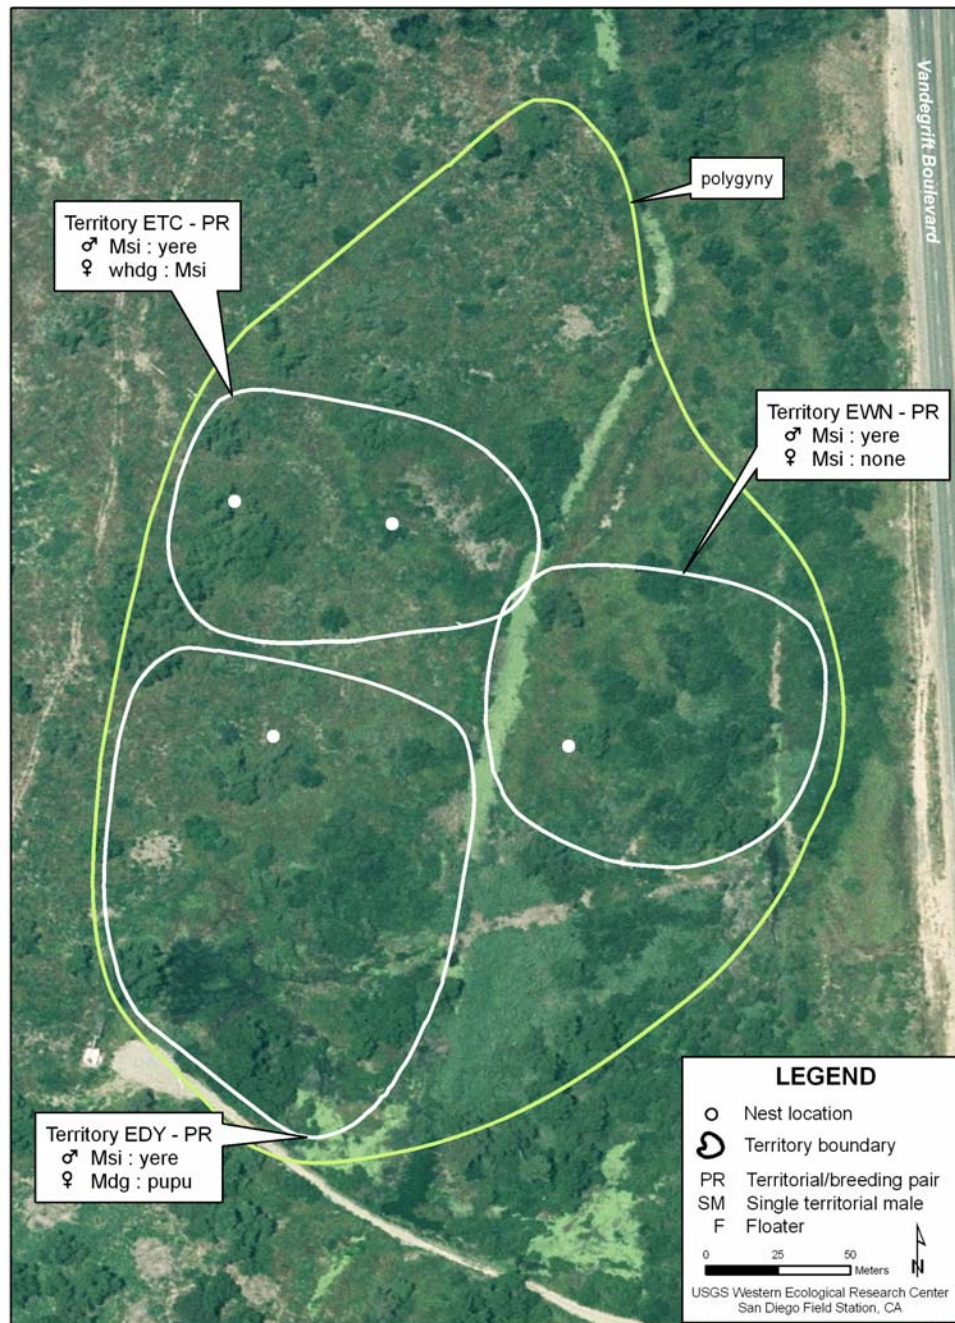 Vandegrift Boulevard
polygyny
Territory ETC - PR
♂ Msi : yere
♀ whdg : Msi
Territory EWN - PR
♂ Msi : yere
♀ Msi : none
Territory EDY - PR
♂ Msi : yere
♀ Mdg : pupu
LEGEND
Nest location
Territory boundary
PR Territorial/breeding pair
SM Single territorial male
F Floater
0 25 50
Meters
N
USGS Western Ecological Research Center
San Diego Field Station, CA